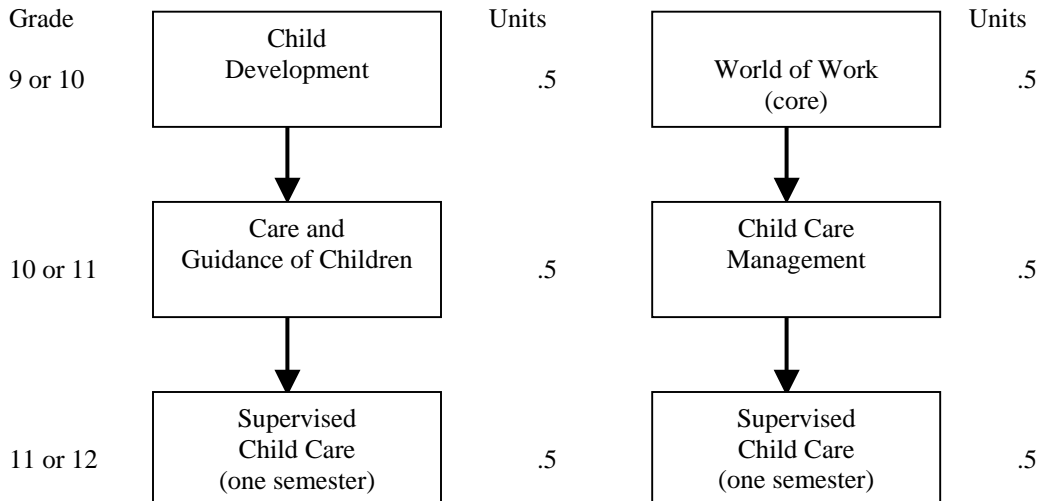 Grade
Child
Development
Units
Units
9 or 10
.5
World of Work
(core)
.5
Care and
Guidance of Children
Child Care
Management
10 or 11
.5
.5
Supervised
Child Care
(one semester)
Supervised
Child Care
(one semester)
11 or 12
.5
.5